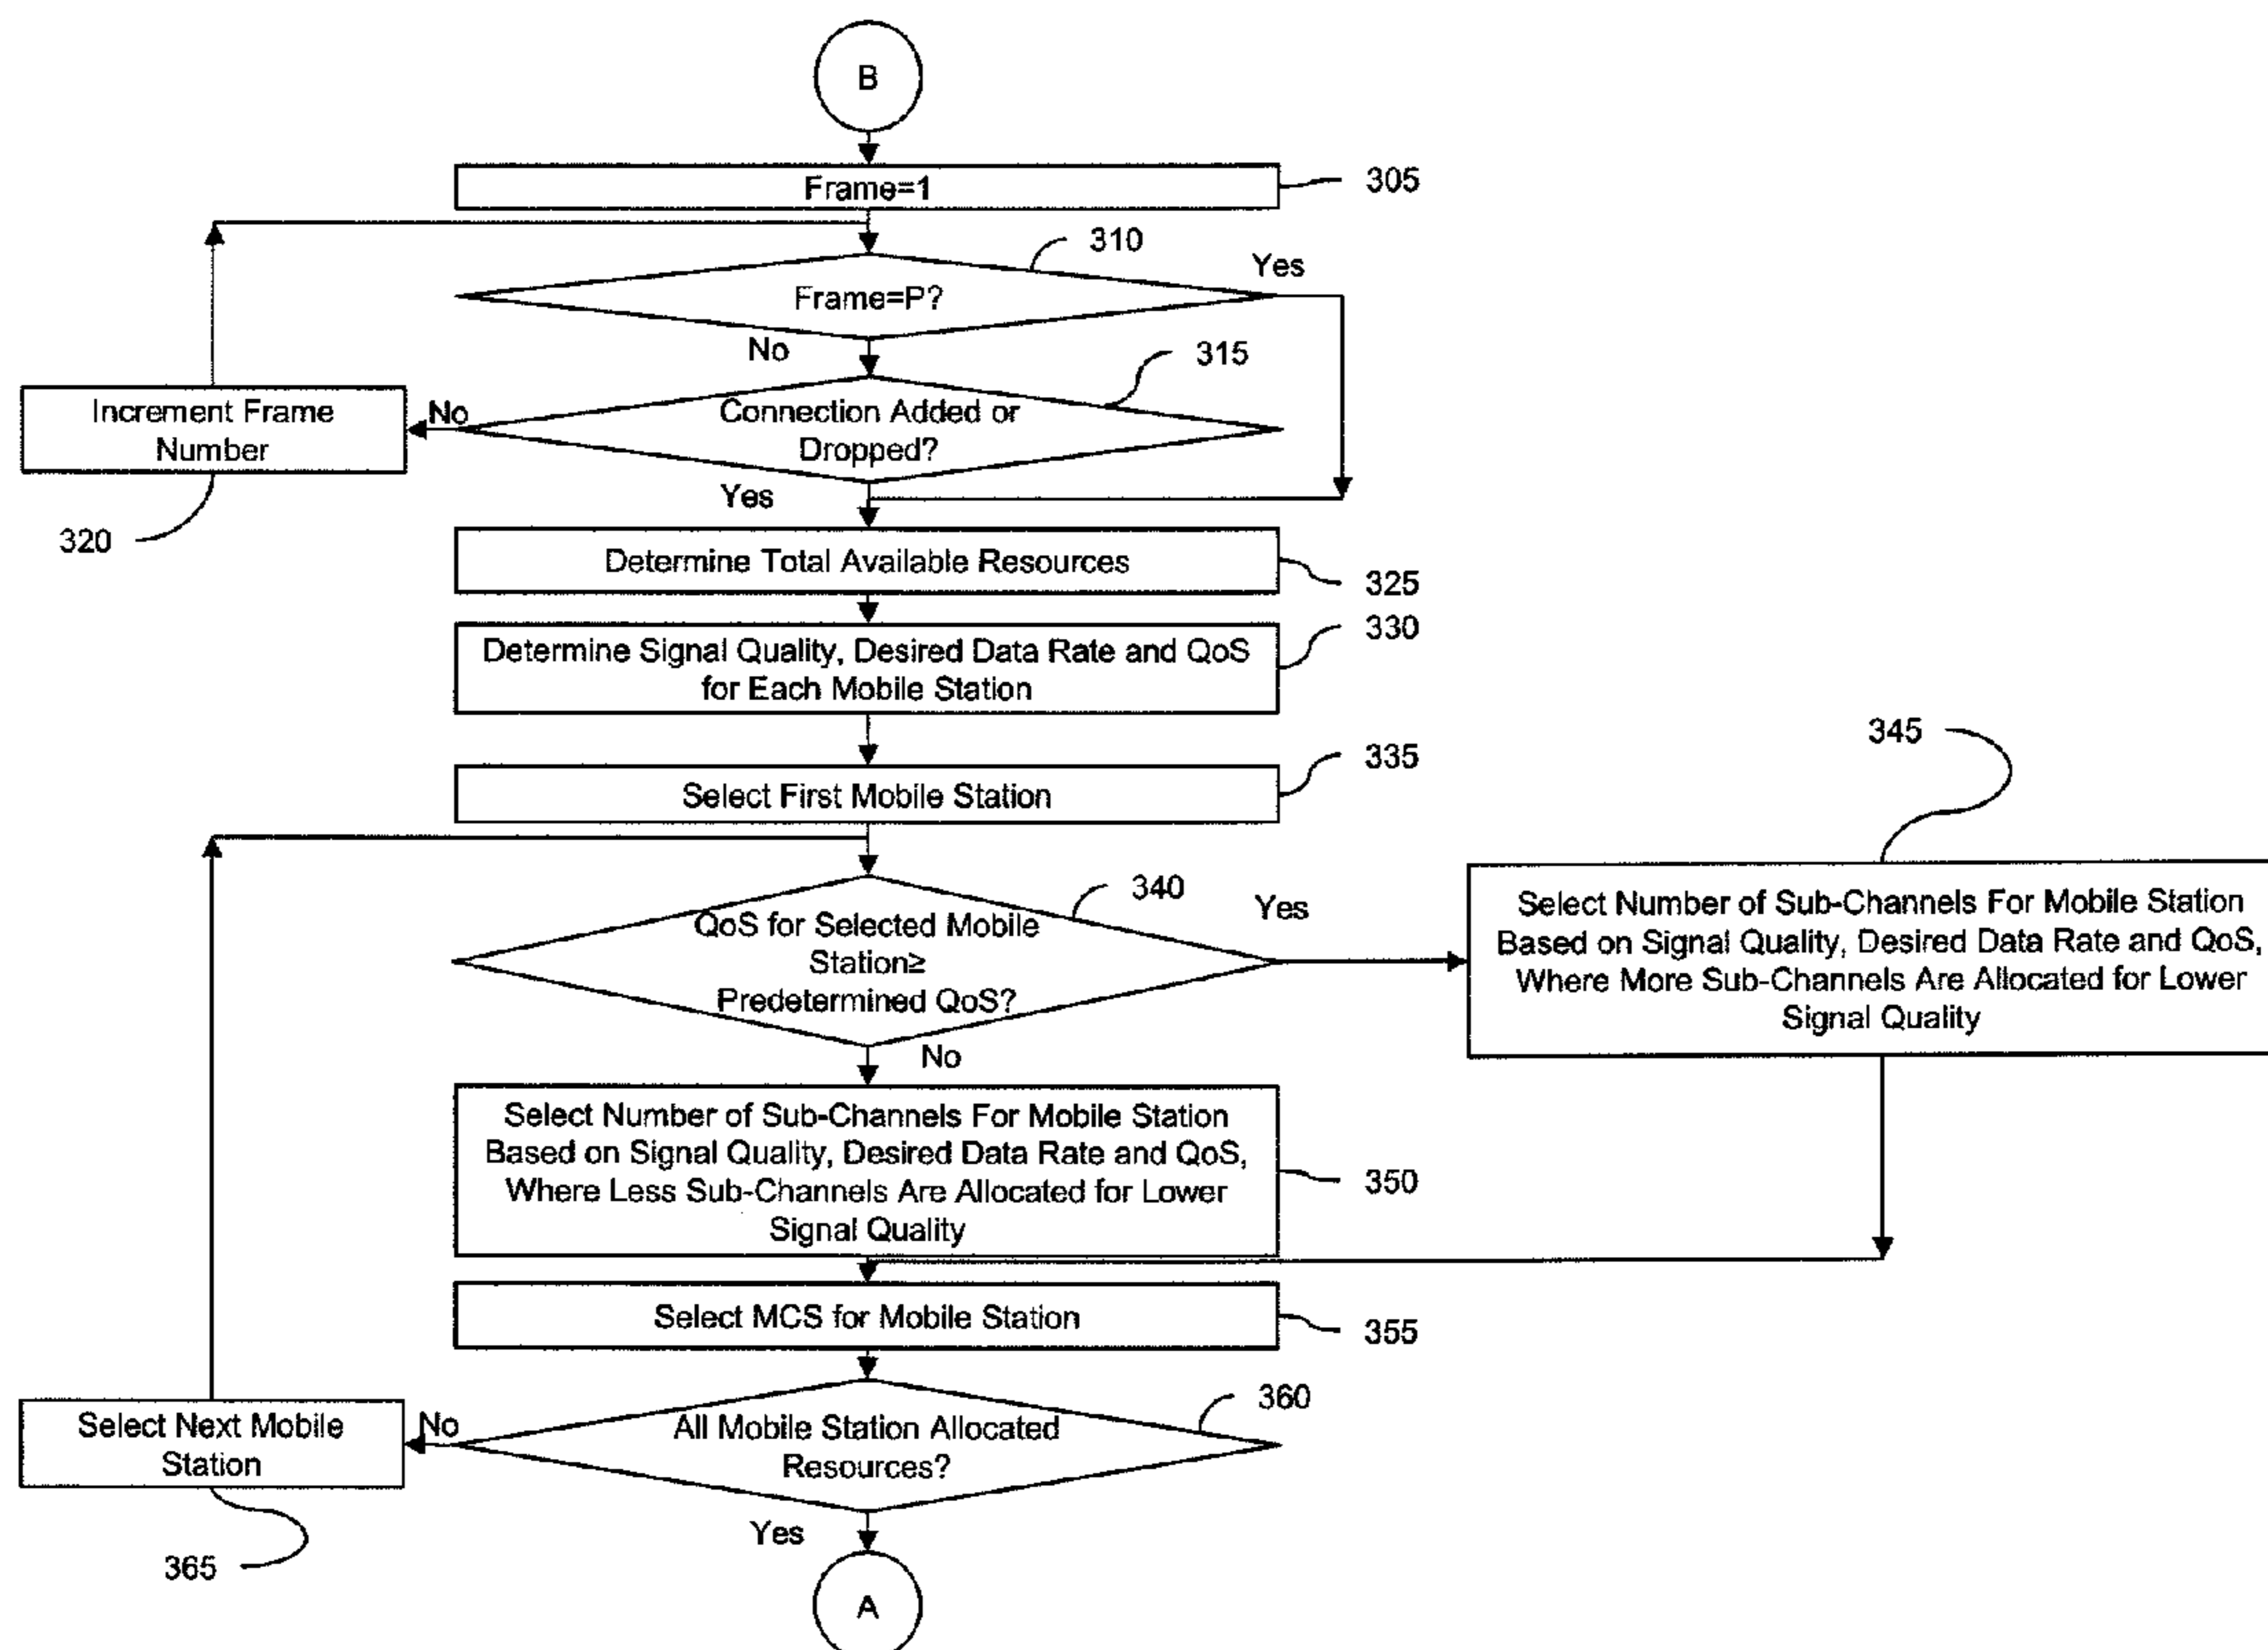 B
Frame=1
305
310
Yes
Frame=P?
No
315
Increment Frame
Number
No
Connection Added or
Dropped?
Yes
320
Determine Total Available Resources
325
330
Determine Signal Quality, Desired Data Rate and QoS
for Each Mobile Station
335
345
Select First Mobile Station
340
Yes
QoS for Selected Mobile
Station≥
Predetermined QoS?
Select Number of Sub-Channels For Mobile Station
Based on Signal Quality, Desired Data Rate and QoS,
Where More Sub-Channels Are Allocated for Lower
Signal Quality
No
Select Number of Sub-Channels For Mobile Station
Based on Signal Quality, Desired Data Rate and QoS,
Where Less Sub-Channels Are Allocated for Lower
Signal Quality
350
Select MCS for Mobile Station
355
360
Select Next Mobile
Station
No
All Mobile Station Allocated
Resources?
Yes
365
A